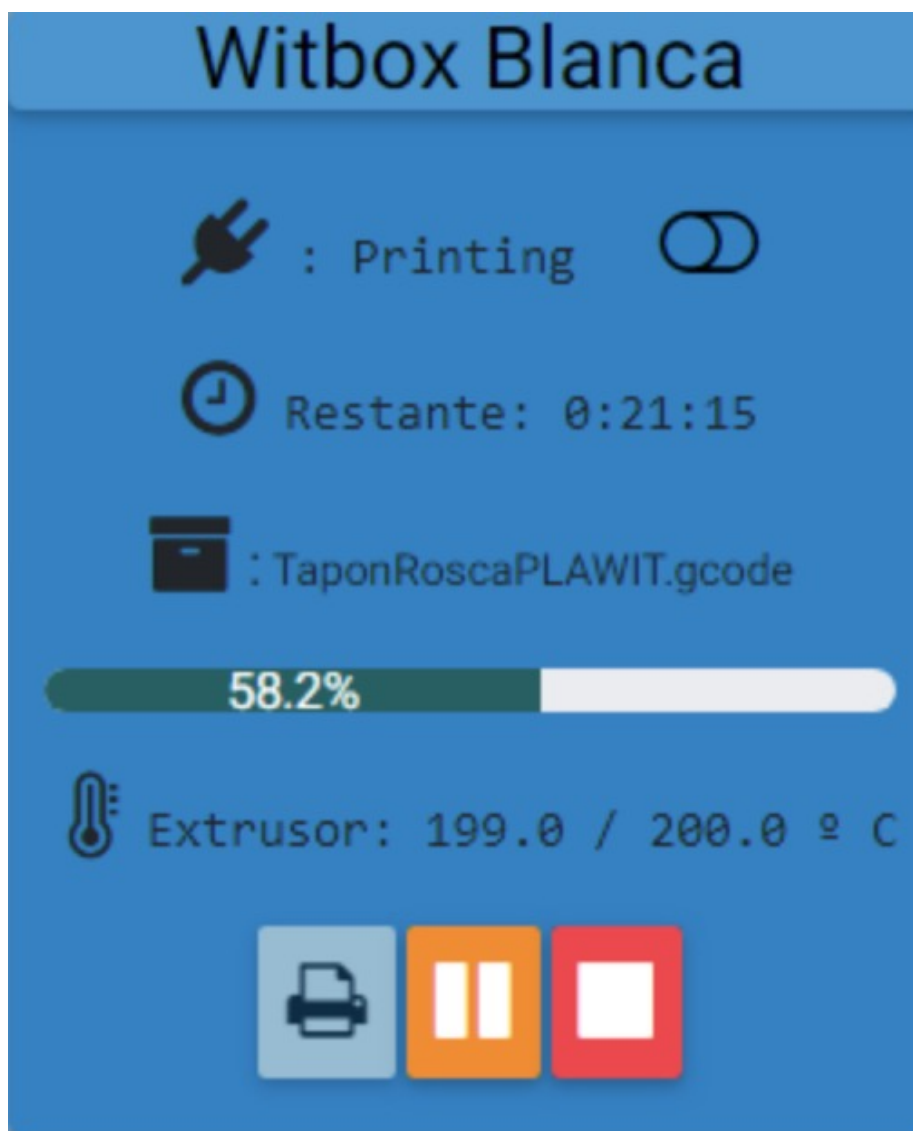 Witbox Blanca
: Printing
Restante: 0:21:15
: TaponRoscaPLAWIT.gcode
58.2%
Extrusor: 199.0 / 200.0 º C